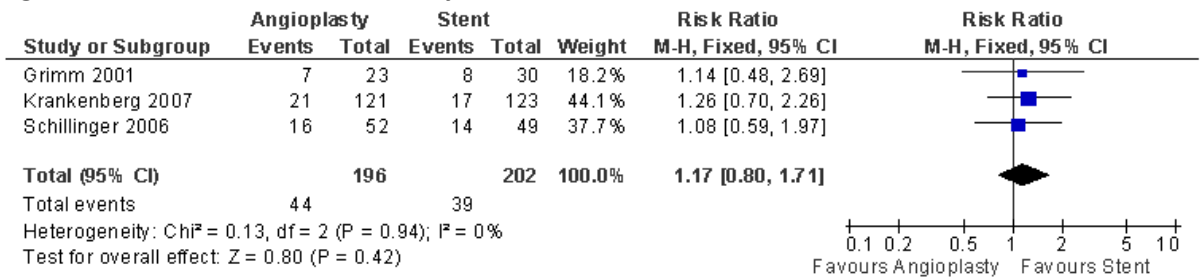 Angioplasty Stent Risk Ratio Risk Ratio
Study or Subgroup Events Total Events Total Weight M-H, Fixed, 95% CI M-H, Fixed, 95% CI
Grimm 2001 7 23 8 30 18.2% 1.14 [0.48, 2.69]
Krankenberg 2007 21 121 17 123 44.1% 1.26 [0.70, 2.26]
Schillinger 2006 16 52 14 49 37.7% 1.08 [0.59, 1.97]
Total (95% CI) 196 202 100.0% 1.17 [0.80, 1.71]
Total events 44 39
Heterogeneity: Chi² = 0.13, df = 2 (P = 0.94); I² = 0%
Test for overall effect: Z = 0.80 (P = 0.42)
0.1 0.2 0.5 1 2 5 10
Favours Angioplasty Favours Stent